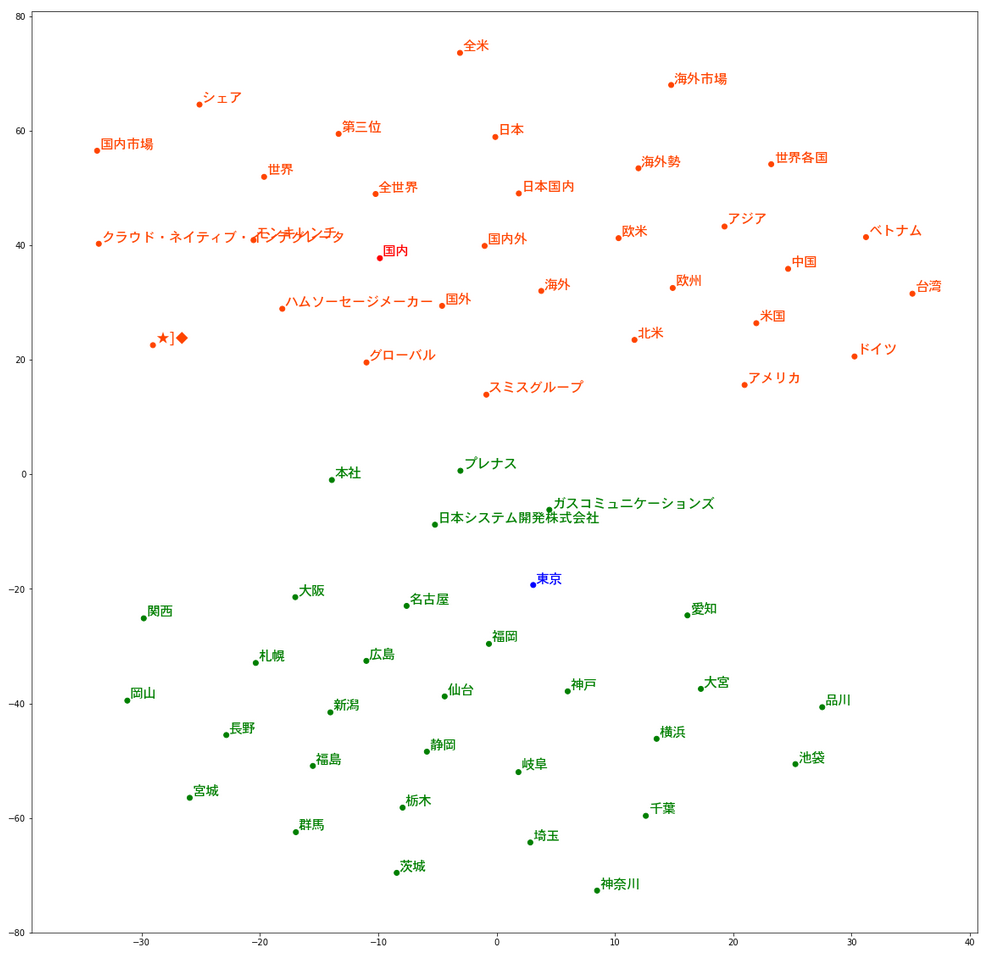 80
全米
海外市場
シェア
第三位
日本
60
国内市場
海外勢
世界各国
世界
全世界
日本国内
アジア
クラウド・ネイティブ・インテグレータ
モンキレンチ
国内
国内外
欧米
ベトナム
40
中国
海外
欧州
台湾
ハムソーセージメーカー
国外
米国
北米
★]◆
グローバル
ドイツ
20
アメリカ
スミスグループ
本社
プレナス
0
日本システム開発株式会社
ガスコミュニケーションズ
東京
−20
大阪
名古屋
関西
愛知
福岡
札幌
広島
岡山
仙台
神戸
大宮
品川
−40
新潟
長野
静岡
横浜
福島
岐阜
池袋
宮城
栃木
千葉
−60
群馬
埼玉
茨城
神奈川
−80
−30
−20
−10
0
10
20
30
40